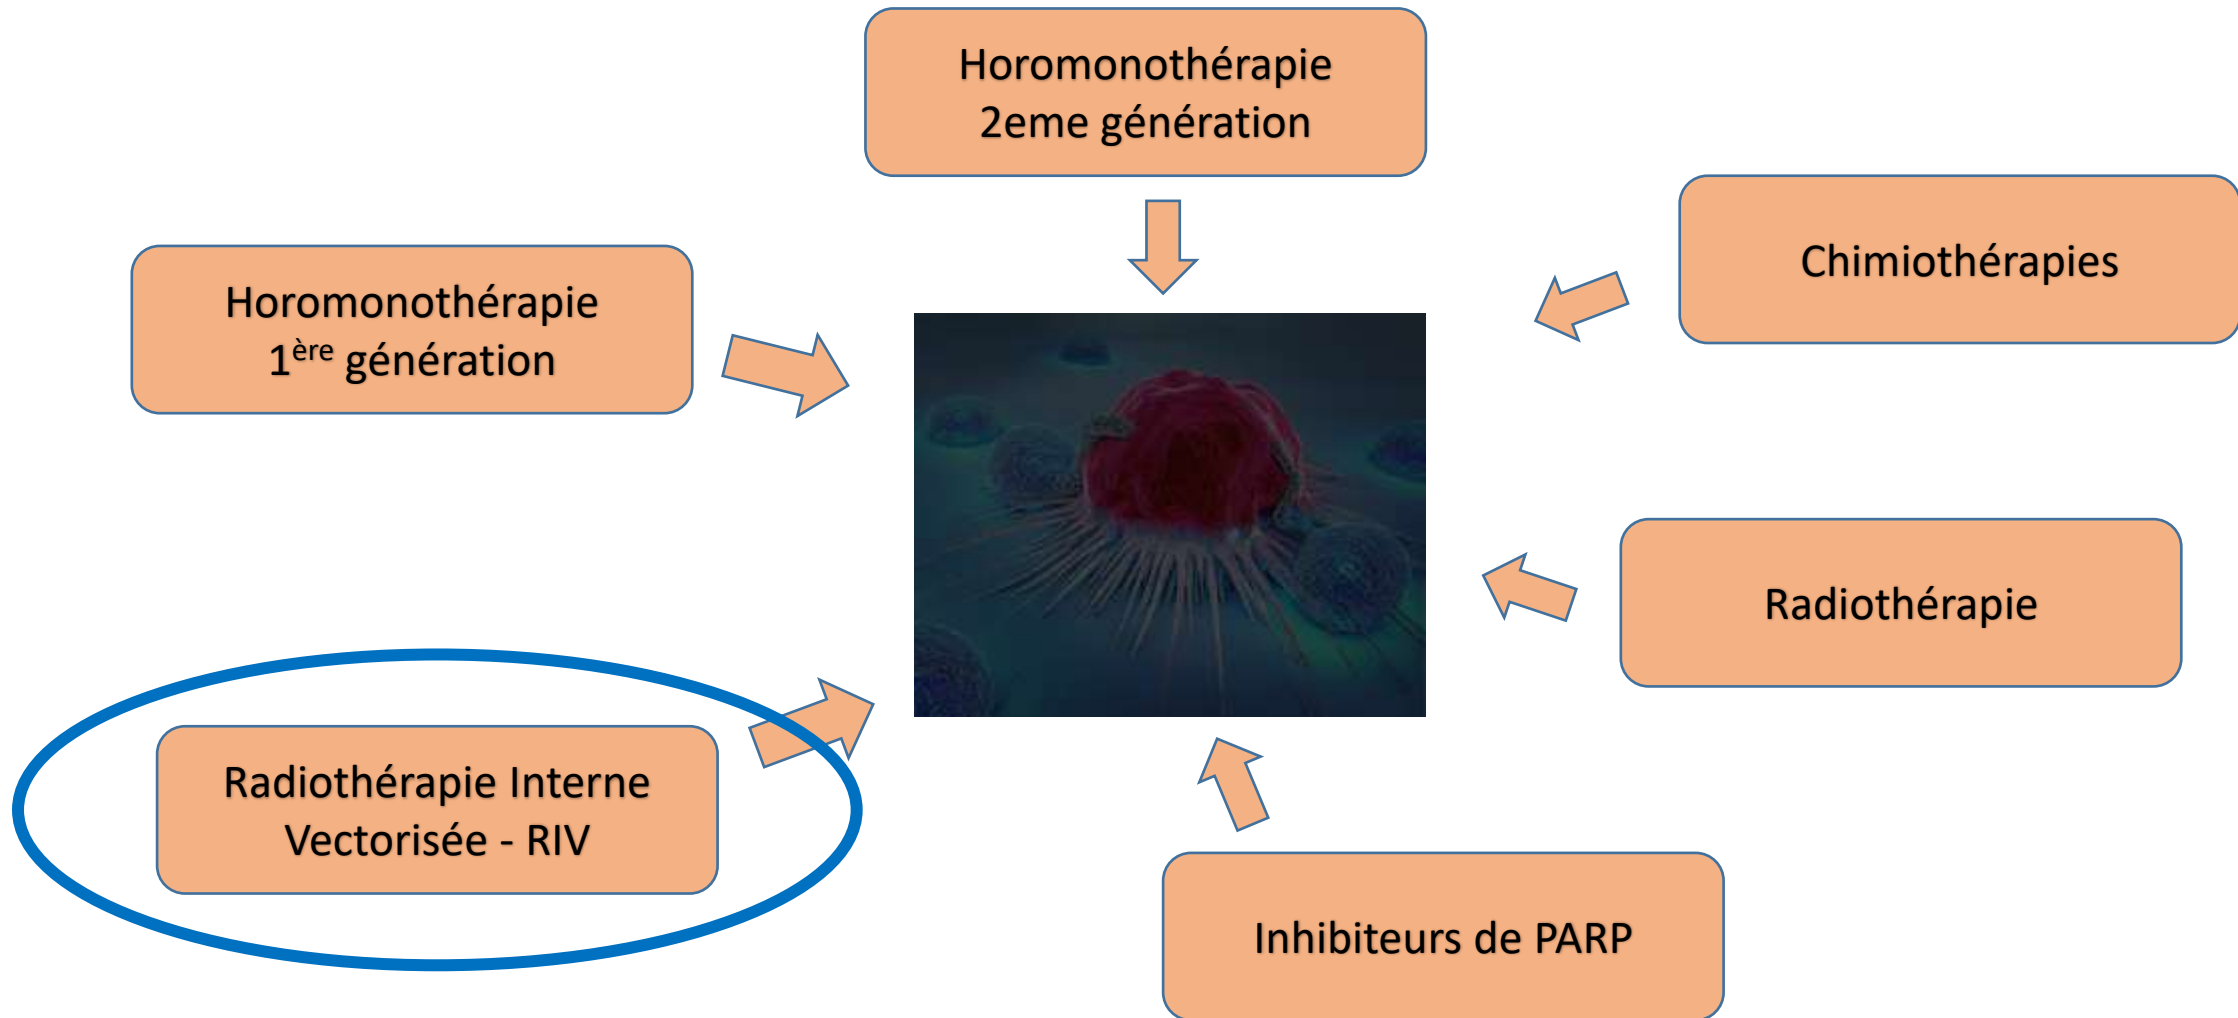 Horomonothérapie
2eme génération
Chimiothérapies
Horomonothérapie
1ère génération
Radiothérapie
Radiothérapie Interne
Vectorisée - RIV
Inhibiteurs de PARP